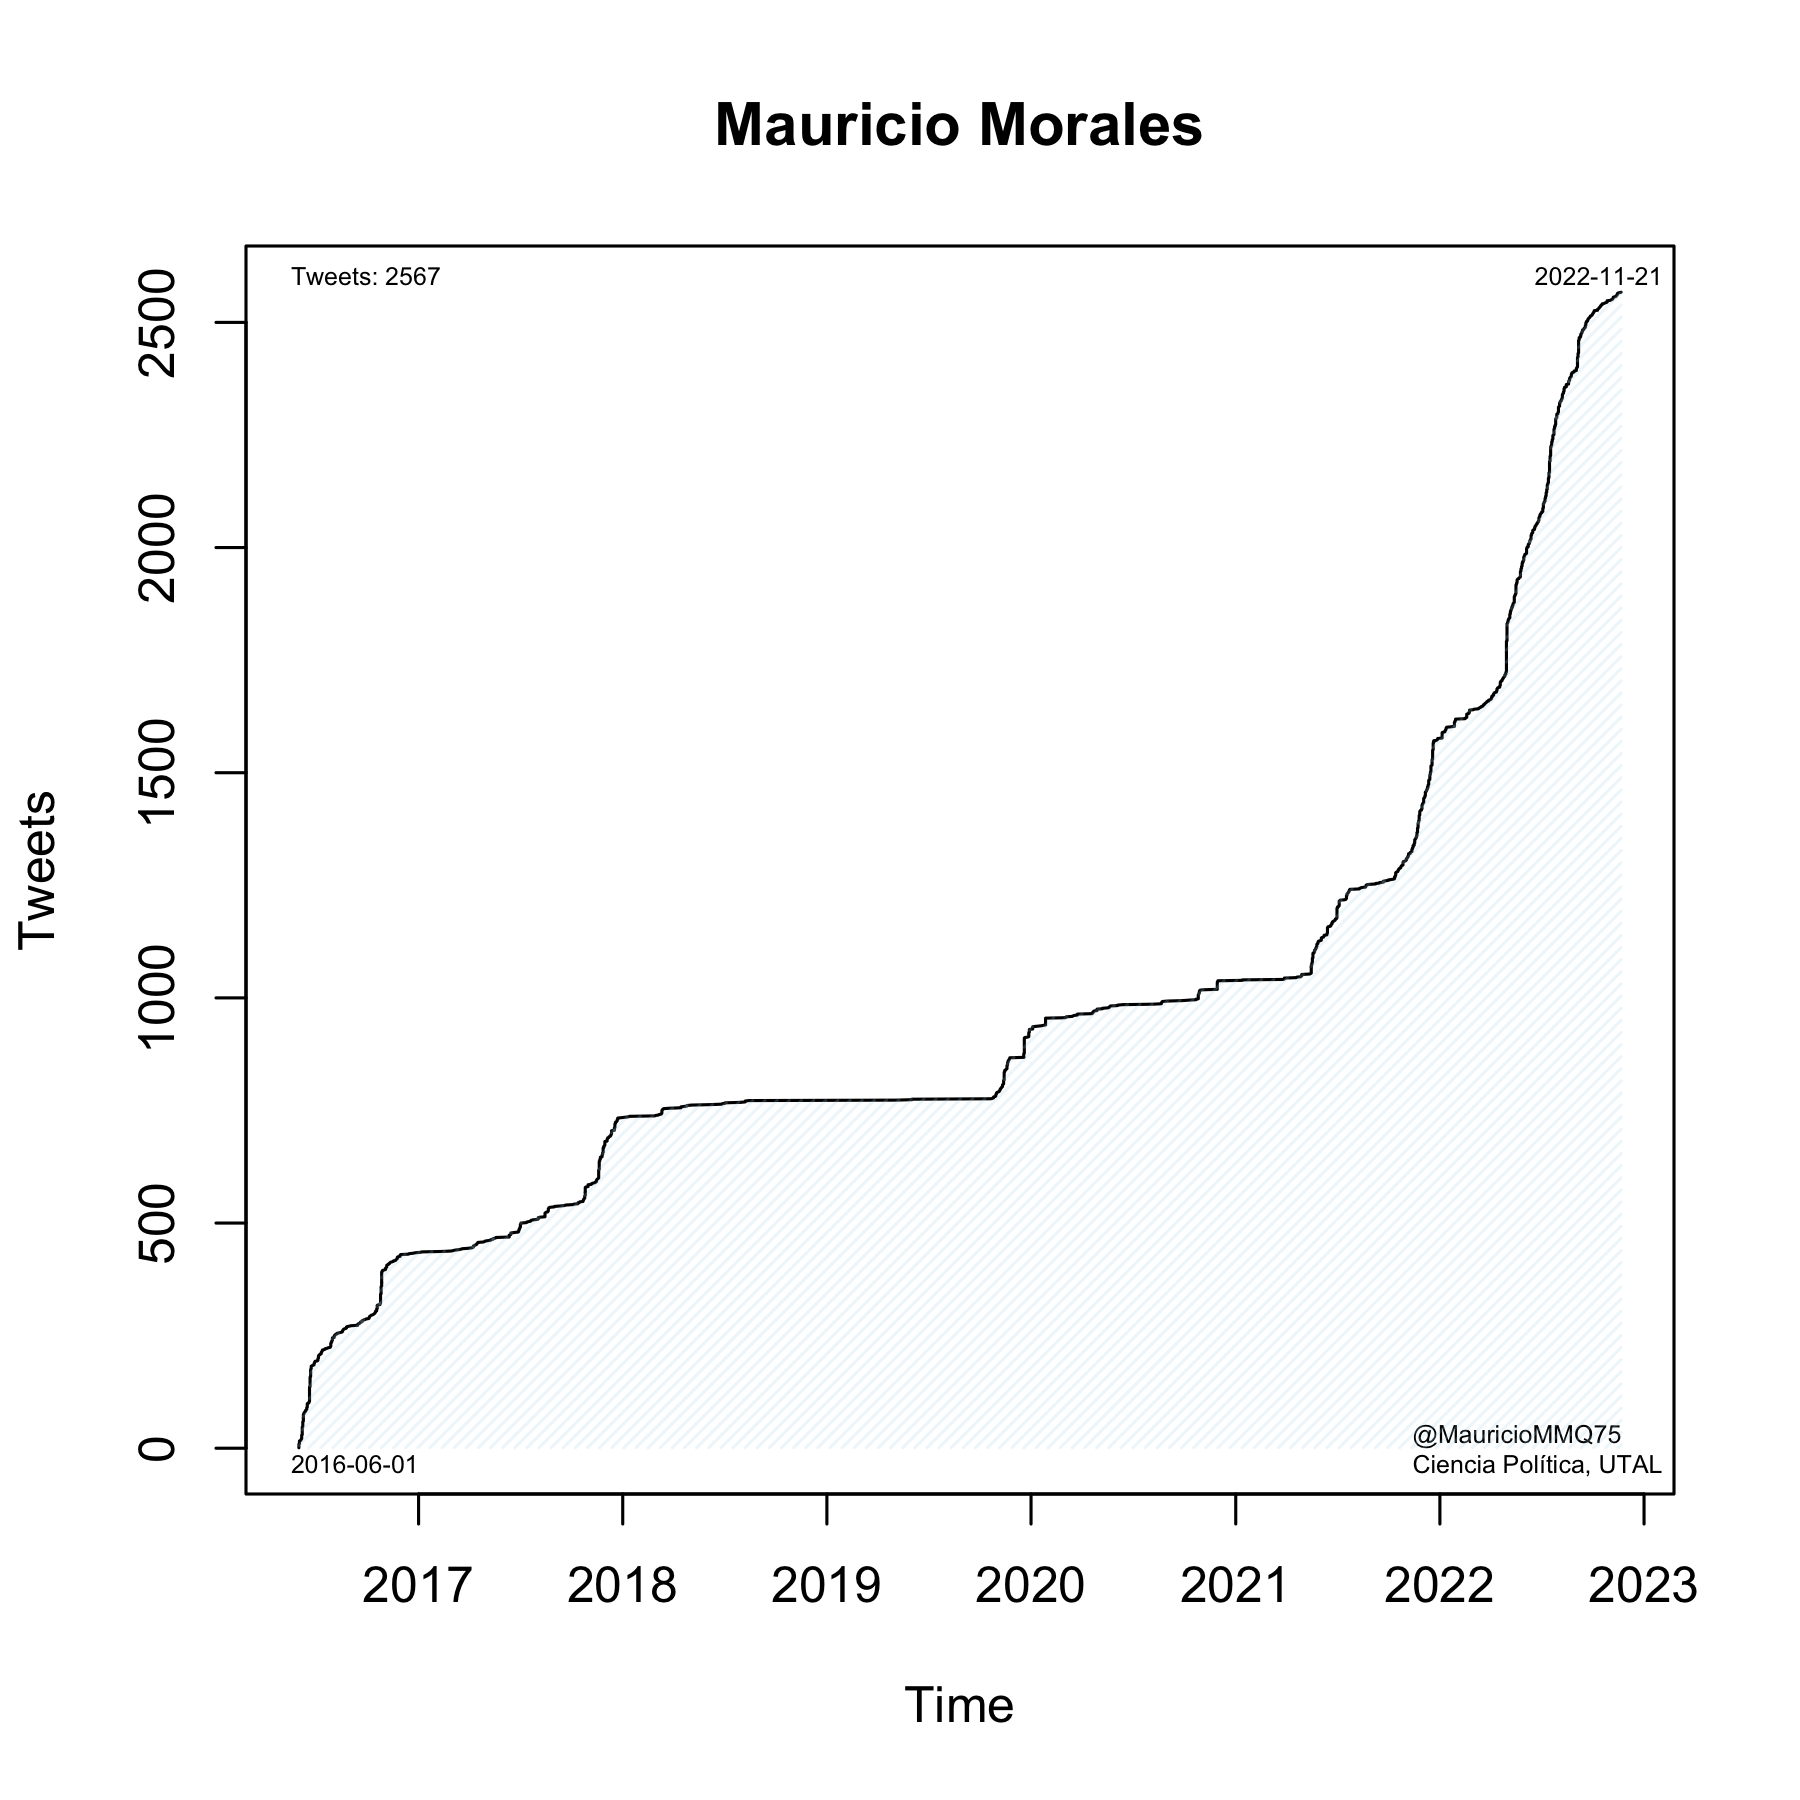 Mauricio Morales
Tweets: 2567
2022-11-21
2500
2000
1500
1000
500
0
Tweets
@MauricioMMQ75
2016-06-01
Ciencia Política, UTAL
2017
2018
2019
2020
2021
2022
2023
Time